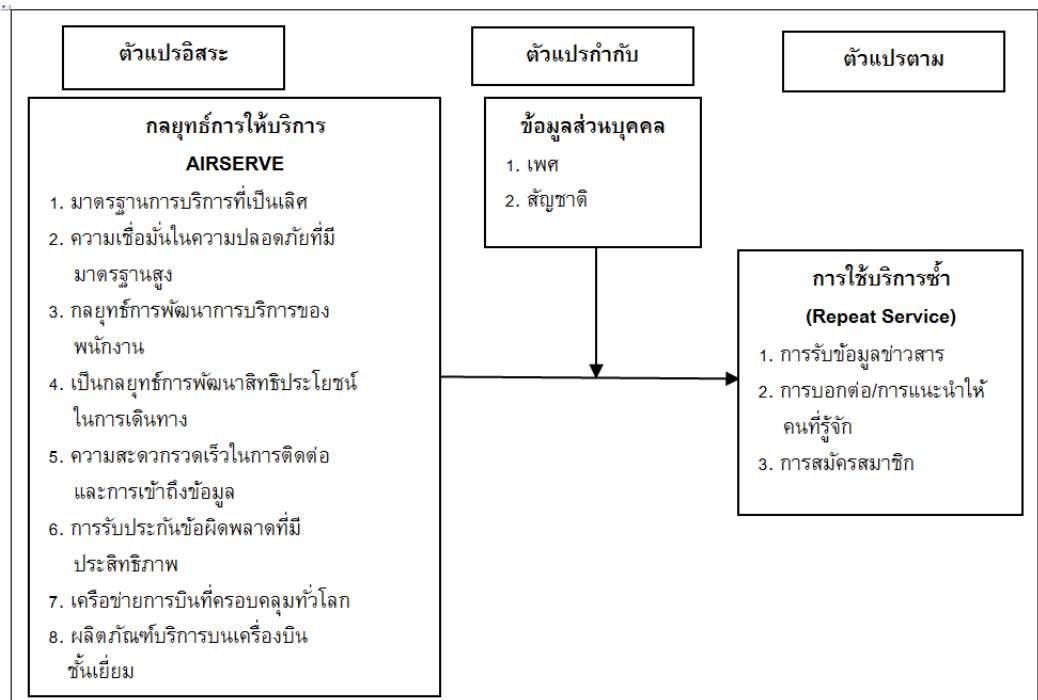 ตัวแปรอิสระ
ตัวแปรกำกับ
ตัวแปรตาม
กลยุทธ์การให้บริการ
AIRSERVE
1. มาตรฐานการบริการที่เป็นเลิศ
2. ความเชื่อมั่นในความปลอดภัยที่มี
มาตรฐานสูง
3. กลยุทธ์การพัฒนาการบริการของ
พนักงาน
4. เป็นกลยุทธ์การพัฒนาสิทธิประโยชน์
ในการเดินทาง
5. ความสะดวกรวดเร็วในการติดต่อ
และการเข้าถึงข้อมูล
6. การรับประกันข้อผิดพลาดที่มี
ประสิทธิภาพ
7. เครือข่ายการบินที่ครอบคลุมทั่วโลก
8. ผลิตภัณฑ์บริการบนเครื่องบิน
ชั้นเยี่ยม
ข้อมูลส่วนบุคคล
1. เพศ
2. สัญชาติ
การใช้บริการซ้ำ
(Repeat Service)
1. การรับข้อมูลข่าวสาร
2. การบอกต่อ/การแนะนำให้
คนที่รู้จัก
3. การสมัครสมาชิก